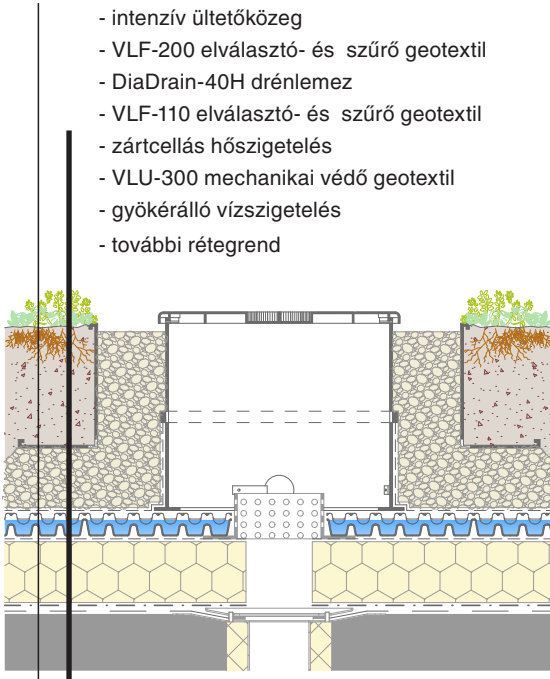 - intenzív ültetőközeg
- VLF-200 elválasztó- és szűrő geotextil
- DiaDrain-40H drénlemez
- VLF-110 elválasztó- és szűrő geotextil
- zártcellás hőszigetelés
- VLU-300 mechanikai védő geotextil
- gyökérálló vízszigetelés
- további rétegrend